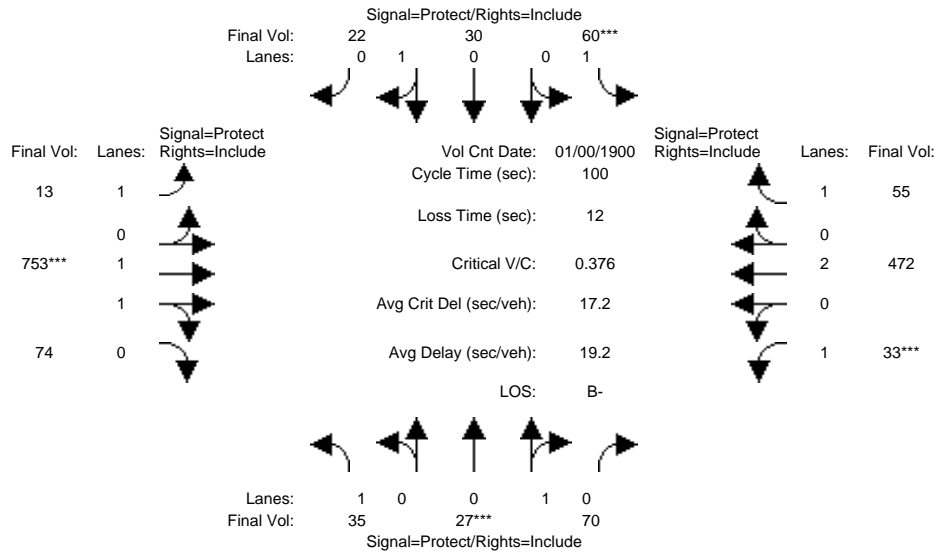 Signal=Protect/Rights=Include
Final Vol: 22 30 60***
Lanes: 0 1 0 0 1
Signal=Protect Signal=Protect
Final Vol: Lanes: Rights=Include Vol Cnt Date: 01/00/1900 Rights=Include Lanes: Final Vol:
Cycle Time (sec): 100
13 1 1 55
Loss Time (sec): 12
0 0
753*** 1 Critical V/C: 0.376 2 472
1 Avg Crit Del (sec/veh): 17.2 0
74 0 Avg Delay (sec/veh): 19.2 1 33***
LOS: B-
Lanes: 1 0 0 1 0
Final Vol: 35 27*** 70
Signal=Protect/Rights=Include